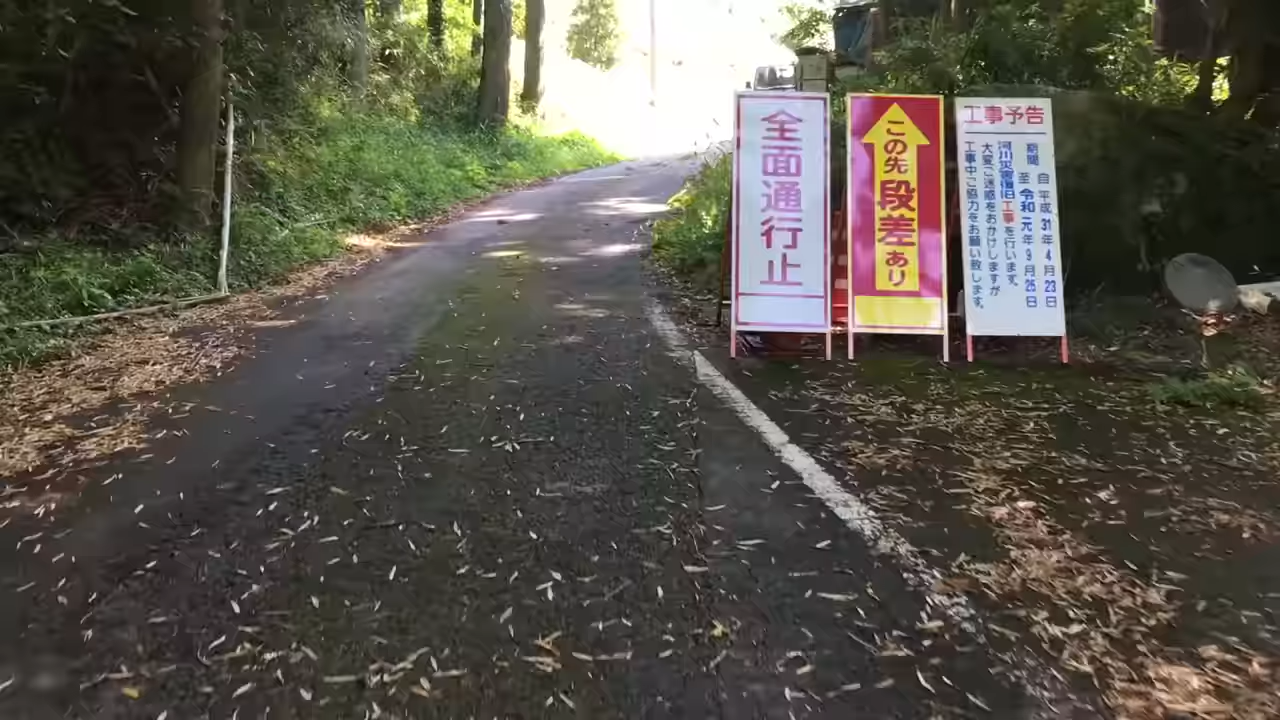 全面通行止
この先段差あり
工事予告
期間 自 平成31年4月23日
至 令和元年9月25日
河川災害復旧工事を行います。
大変ご迷惑をおかけしますが
工事中ご協力をお願い致します。